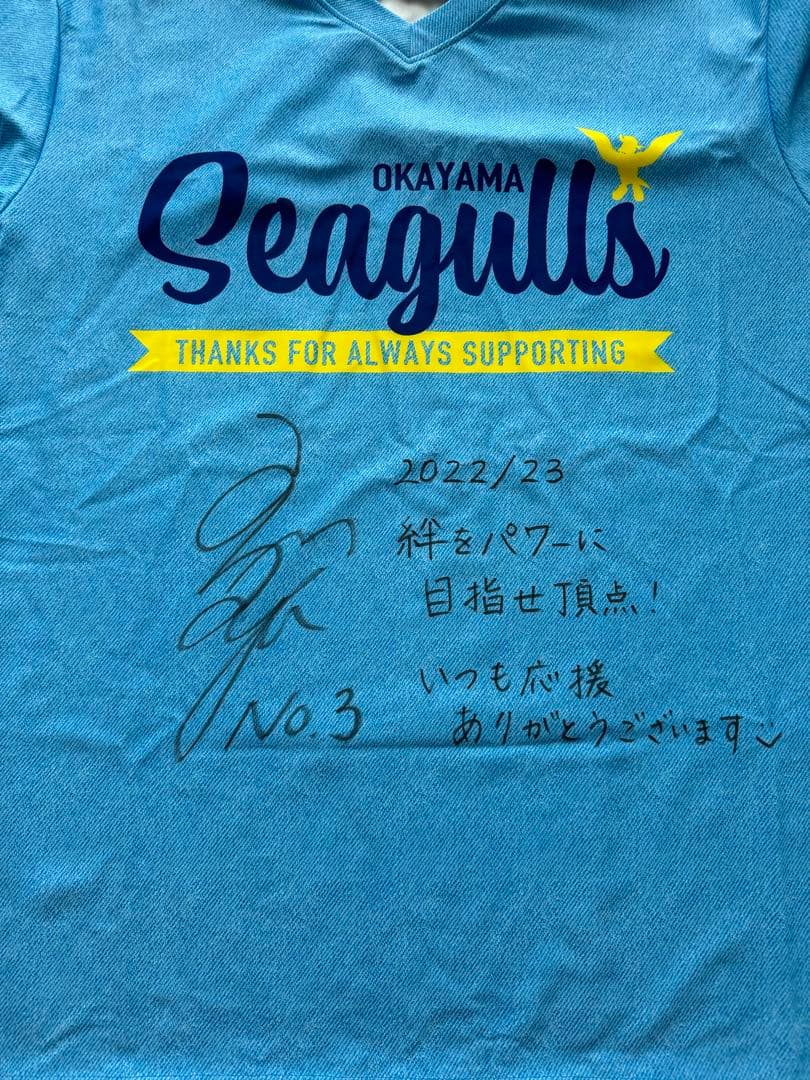 OKAYAMA
Seagulls
THANKS FOR ALWAYS SUPPORTING
2022/23
絆をパワーに
目指せ頂点!
いつも応援
ありがとうございます
No.3